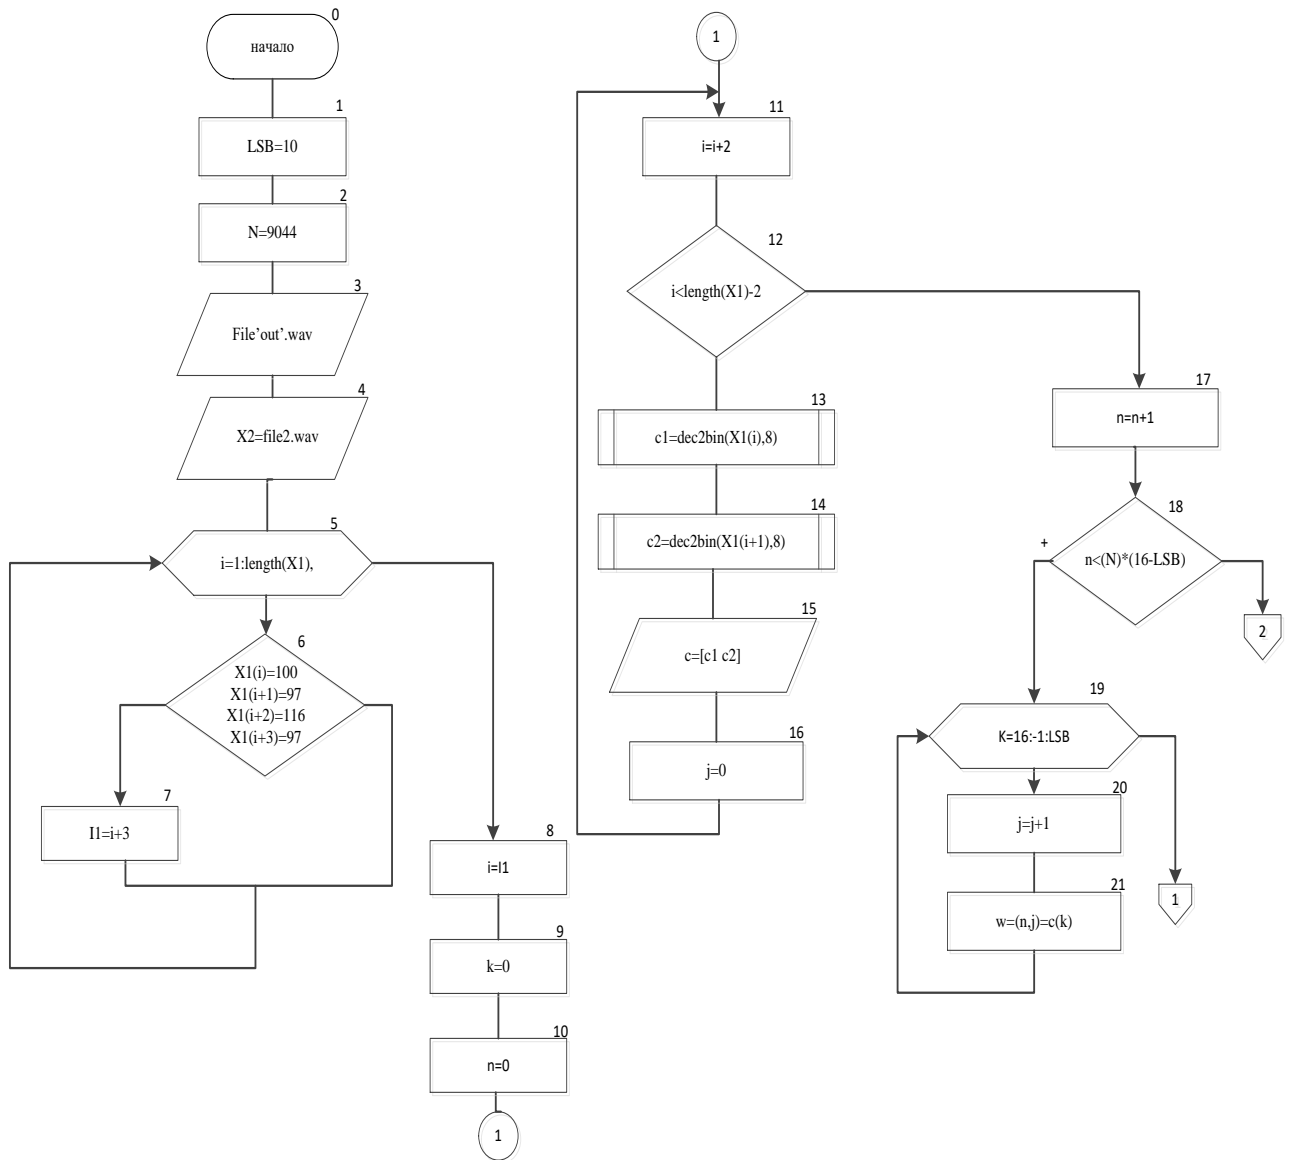 0
начало
1
LSB=10
2
N=9044
3
File’out’.wav
4
X2=file2.wav
5
i=1:length(X1),
6
X1(i)=100
X1(i+1)=97
X1(i+2)=116
X1(i+3)=97
7
I1=i+3
8
i=I1
9
k=0
10
n=0
1
1
11
i=i+2
12
i<length(X1)-2
13
c1=dec2bin(X1(i),8)
14
c2=dec2bin(X1(i+1),8)
15
c=[c1 c2]
16
j=0
17
n=n+1
18
+
n<(N)*(16-LSB)
2
19
K=16:-1:LSB
20
j=j+1
21
w=(n,j)=c(k)
1